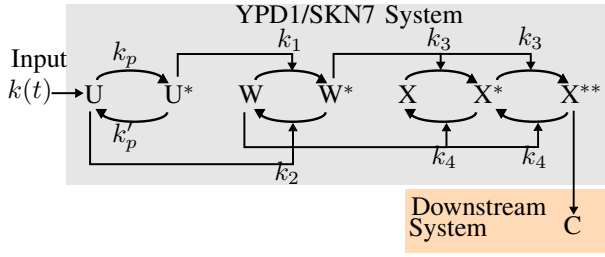 YPD1/SKN7 System
Input
k(t)
k_p
k_1
k_3
k_3
U
U*
W
W*
X
X*
X**
k'_p
k_2
k_4
k_4
Downstream
System
C